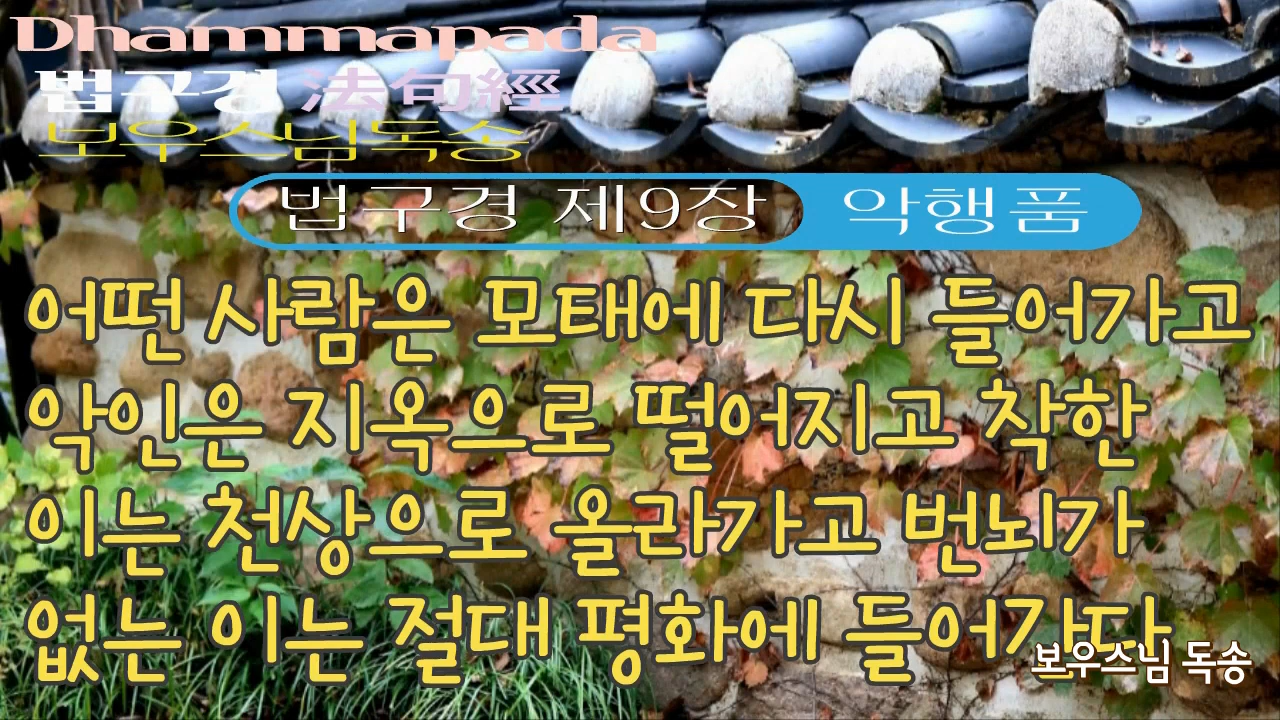 Dhammapada
법구경 法句經
보우스님독송
법구경 제9장 악행품
어떤 사람은 모태에 다시 들어가고
악인은 지옥으로 떨어지고 착한
이는 천상으로 올라가고 번뇌가
없는 이는 절대 평화에 들어간다
보우스님 독송